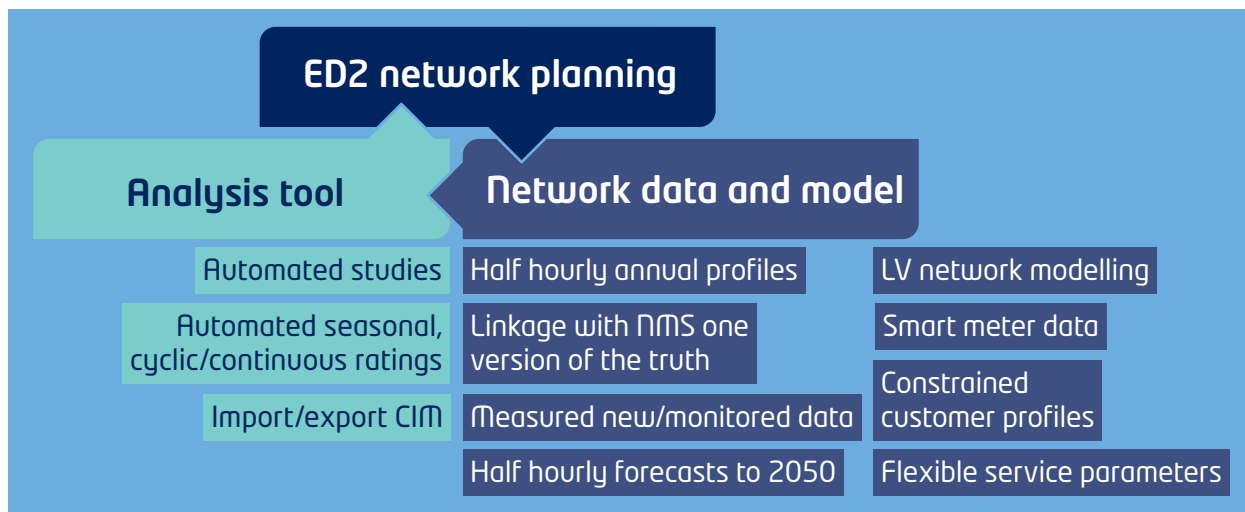 ED2 network planning
Analysis tool
Network data and model
Automated studies
Automated seasonal,
cyclic/continuous ratings
Import/export CIM
Half hourly annual profiles
Linkage with NMS one
version of the truth
Measured new/monitored data
Half hourly forecasts to 2050
LV network modelling
Smart meter data
Constrained
customer profiles
Flexible service parameters